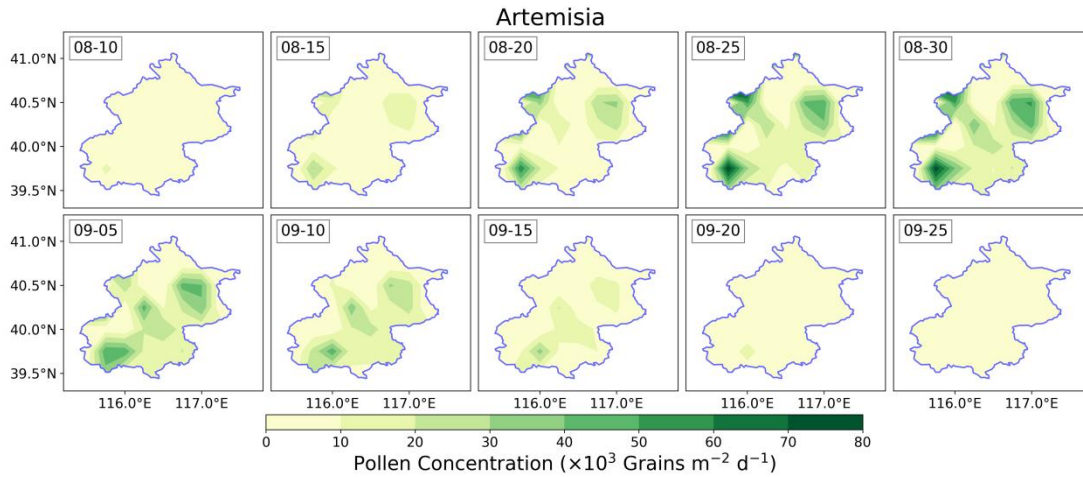 Artemisia
08-10 08-15 08-20 08-25 08-30
41.0°N
40.5°N
40.0°N
39.5°N
09-05 09-10 09-15 09-20 09-25
41.0°N
40.5°N
40.0°N
39.5°N
116.0°E 117.0°E 116.0°E 117.0°E 116.0°E 117.0°E 116.0°E 117.0°E 116.0°E 117.0°E
0 10 20 30 40 50 60 70 80
Pollen Concentration (×10³ Grains m⁻² d⁻¹)